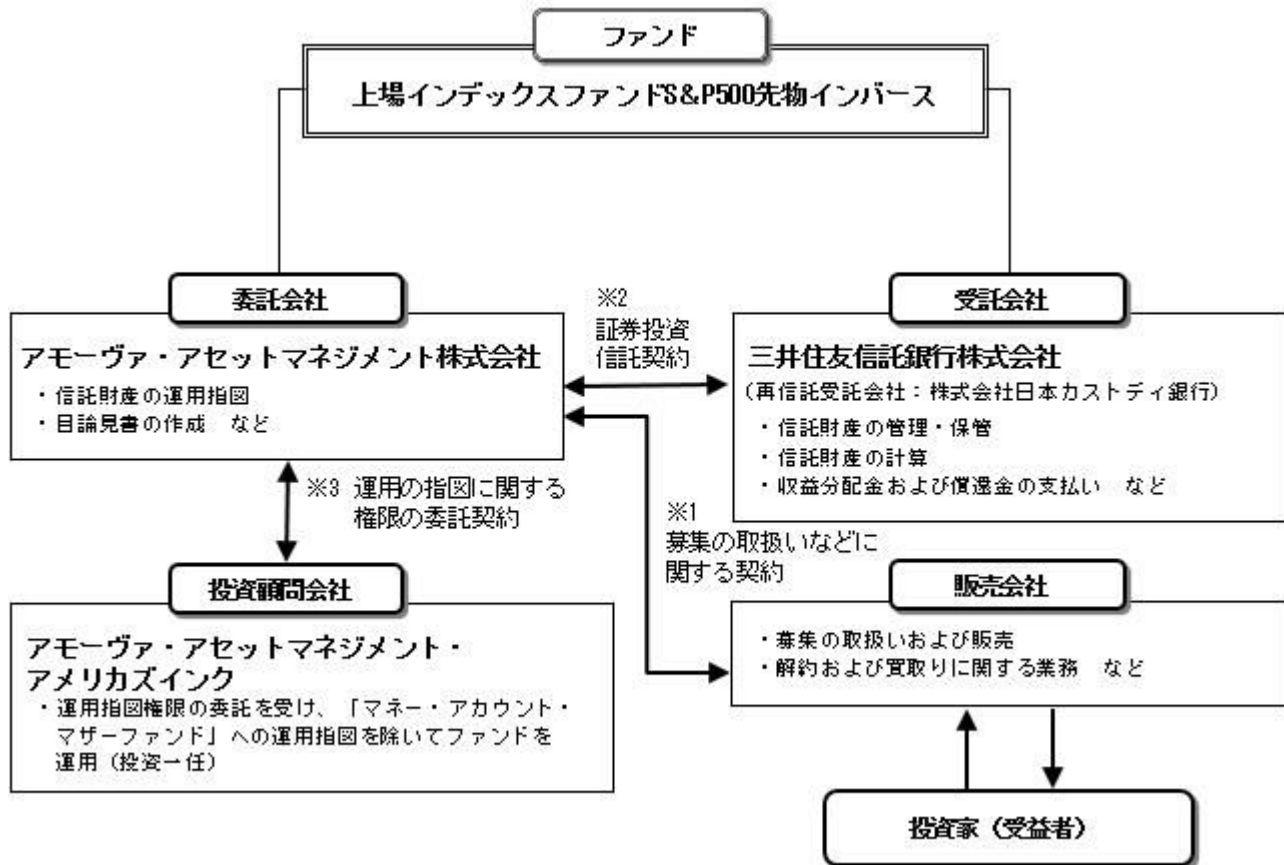 ファンド
上場インデックスファンドS&P500先物インバース
委託会社
アモーヴァ・アセットマネジメント株式会社
・信託財産の運用指図
・目論見書の作成 など
※2
証券投資
信託契約
受託会社
三井住友信託銀行株式会社
(再信託受託会社:株式会社日本カストディ銀行)
・信託財産の管理・保管
・信託財産の計算
・収益分配金および償還金の支払い など
※3 運用の指図に関する
権限の委託契約
※1
募集の取扱いなどに
関する契約
投資顧問会社
アモーヴァ・アセットマネジメント・
アメリカズインク
・運用指図権限の委託を受け、「マネー・アカウント・
マザーファンド」への運用指図を除いてファンドを
運用(投資一任)
販売会社
・募集の取扱いおよび販売
・解約および買取りに関する業務 など
投資家(受益者)